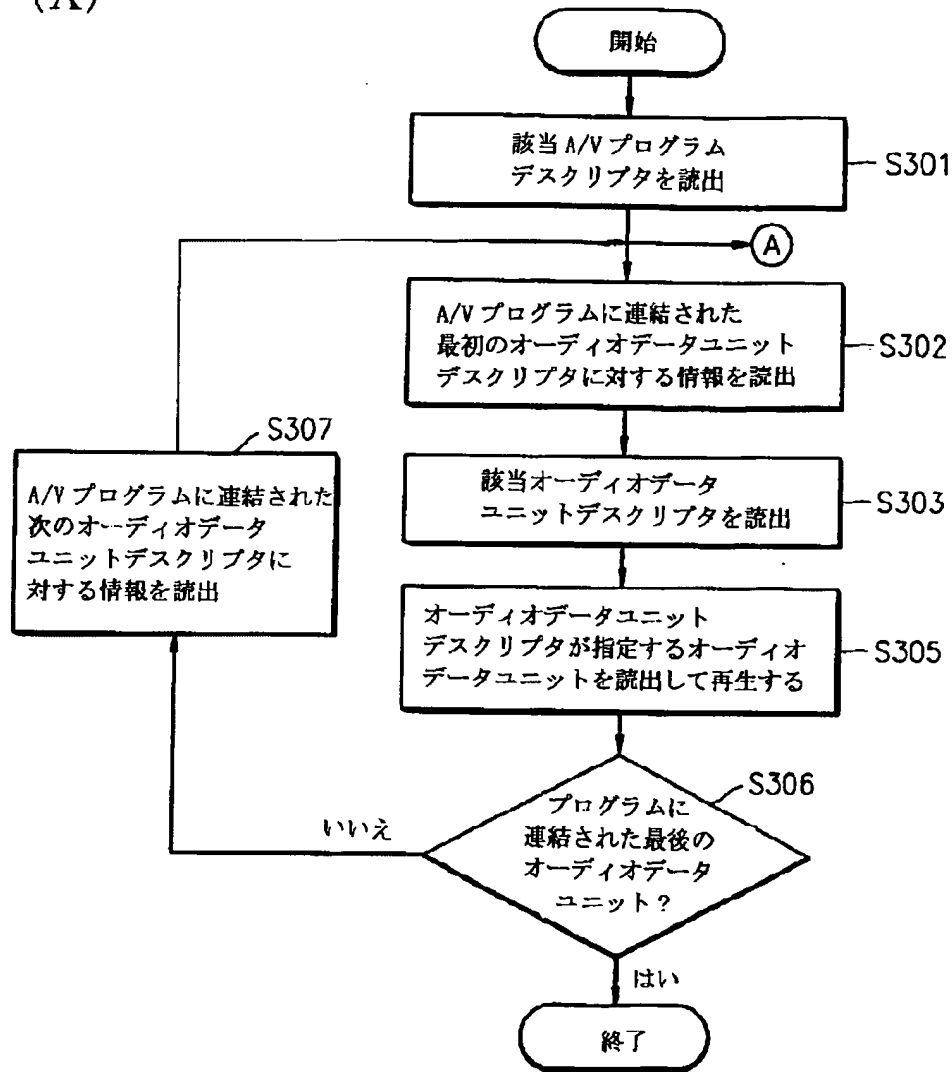 (A)
開始
該当A/Vプログラム
デスクリプタを読出
S301
A
A/Vプログラムに連結された
最初のオーディオデータユニット
デスクリプタに対する情報を読出
S302
S307
A/Vプログラムに連結された
次のオーディオデータ
ユニットデスクリプタに
対する情報を読出
該当オーディオデータ
ユニットデスクリプタを読出
S303
オーディオデータユニット
デスクリプタが指定するオーディオ
データユニットを読出して再生する
S305
S306
プログラムに
連結された最後の
オーディオデータ
ユニット?
いいえ
はい
終了